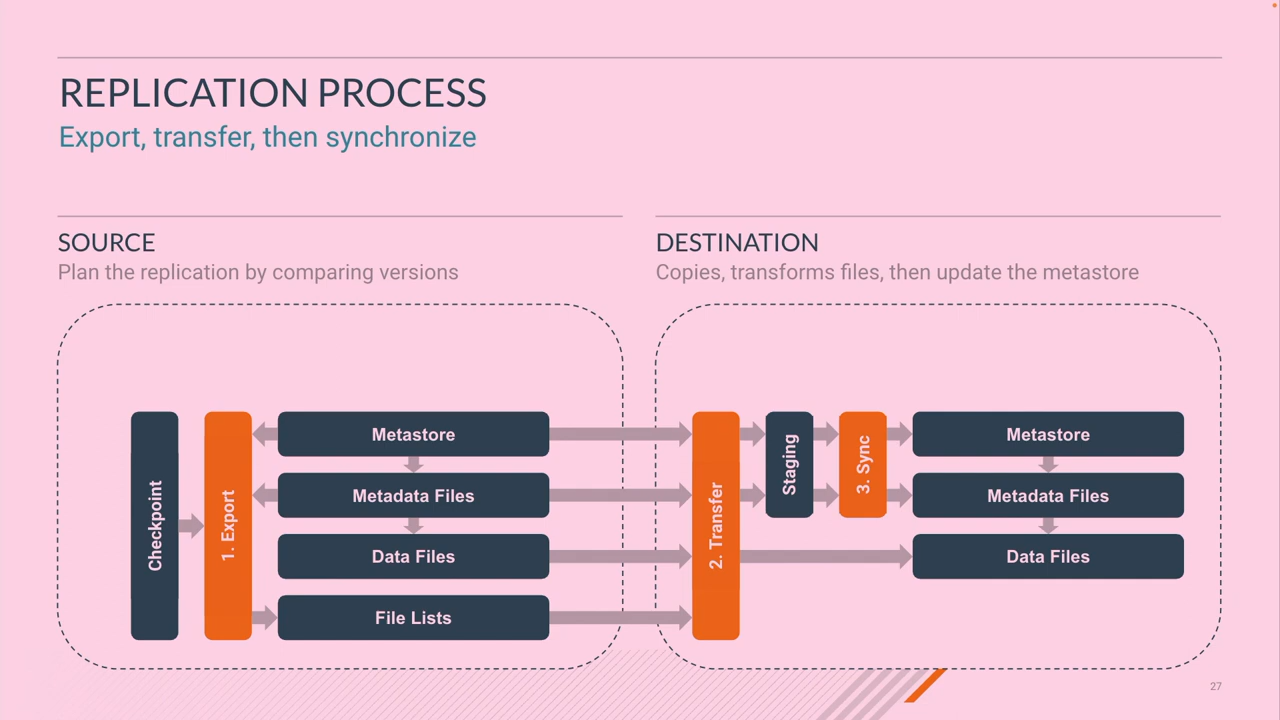 REPLICATION PROCESS
Export, transfer, then synchronize
SOURCE
Plan the replication by comparing versions
Checkpoint
1. Export
Metastore
Metadata Files
Data Files
File Lists
DESTINATION
Copies, transforms files, then update the metastore
2. Transfer
Staging
3. Sync
Metastore
Metadata Files
Data Files
27